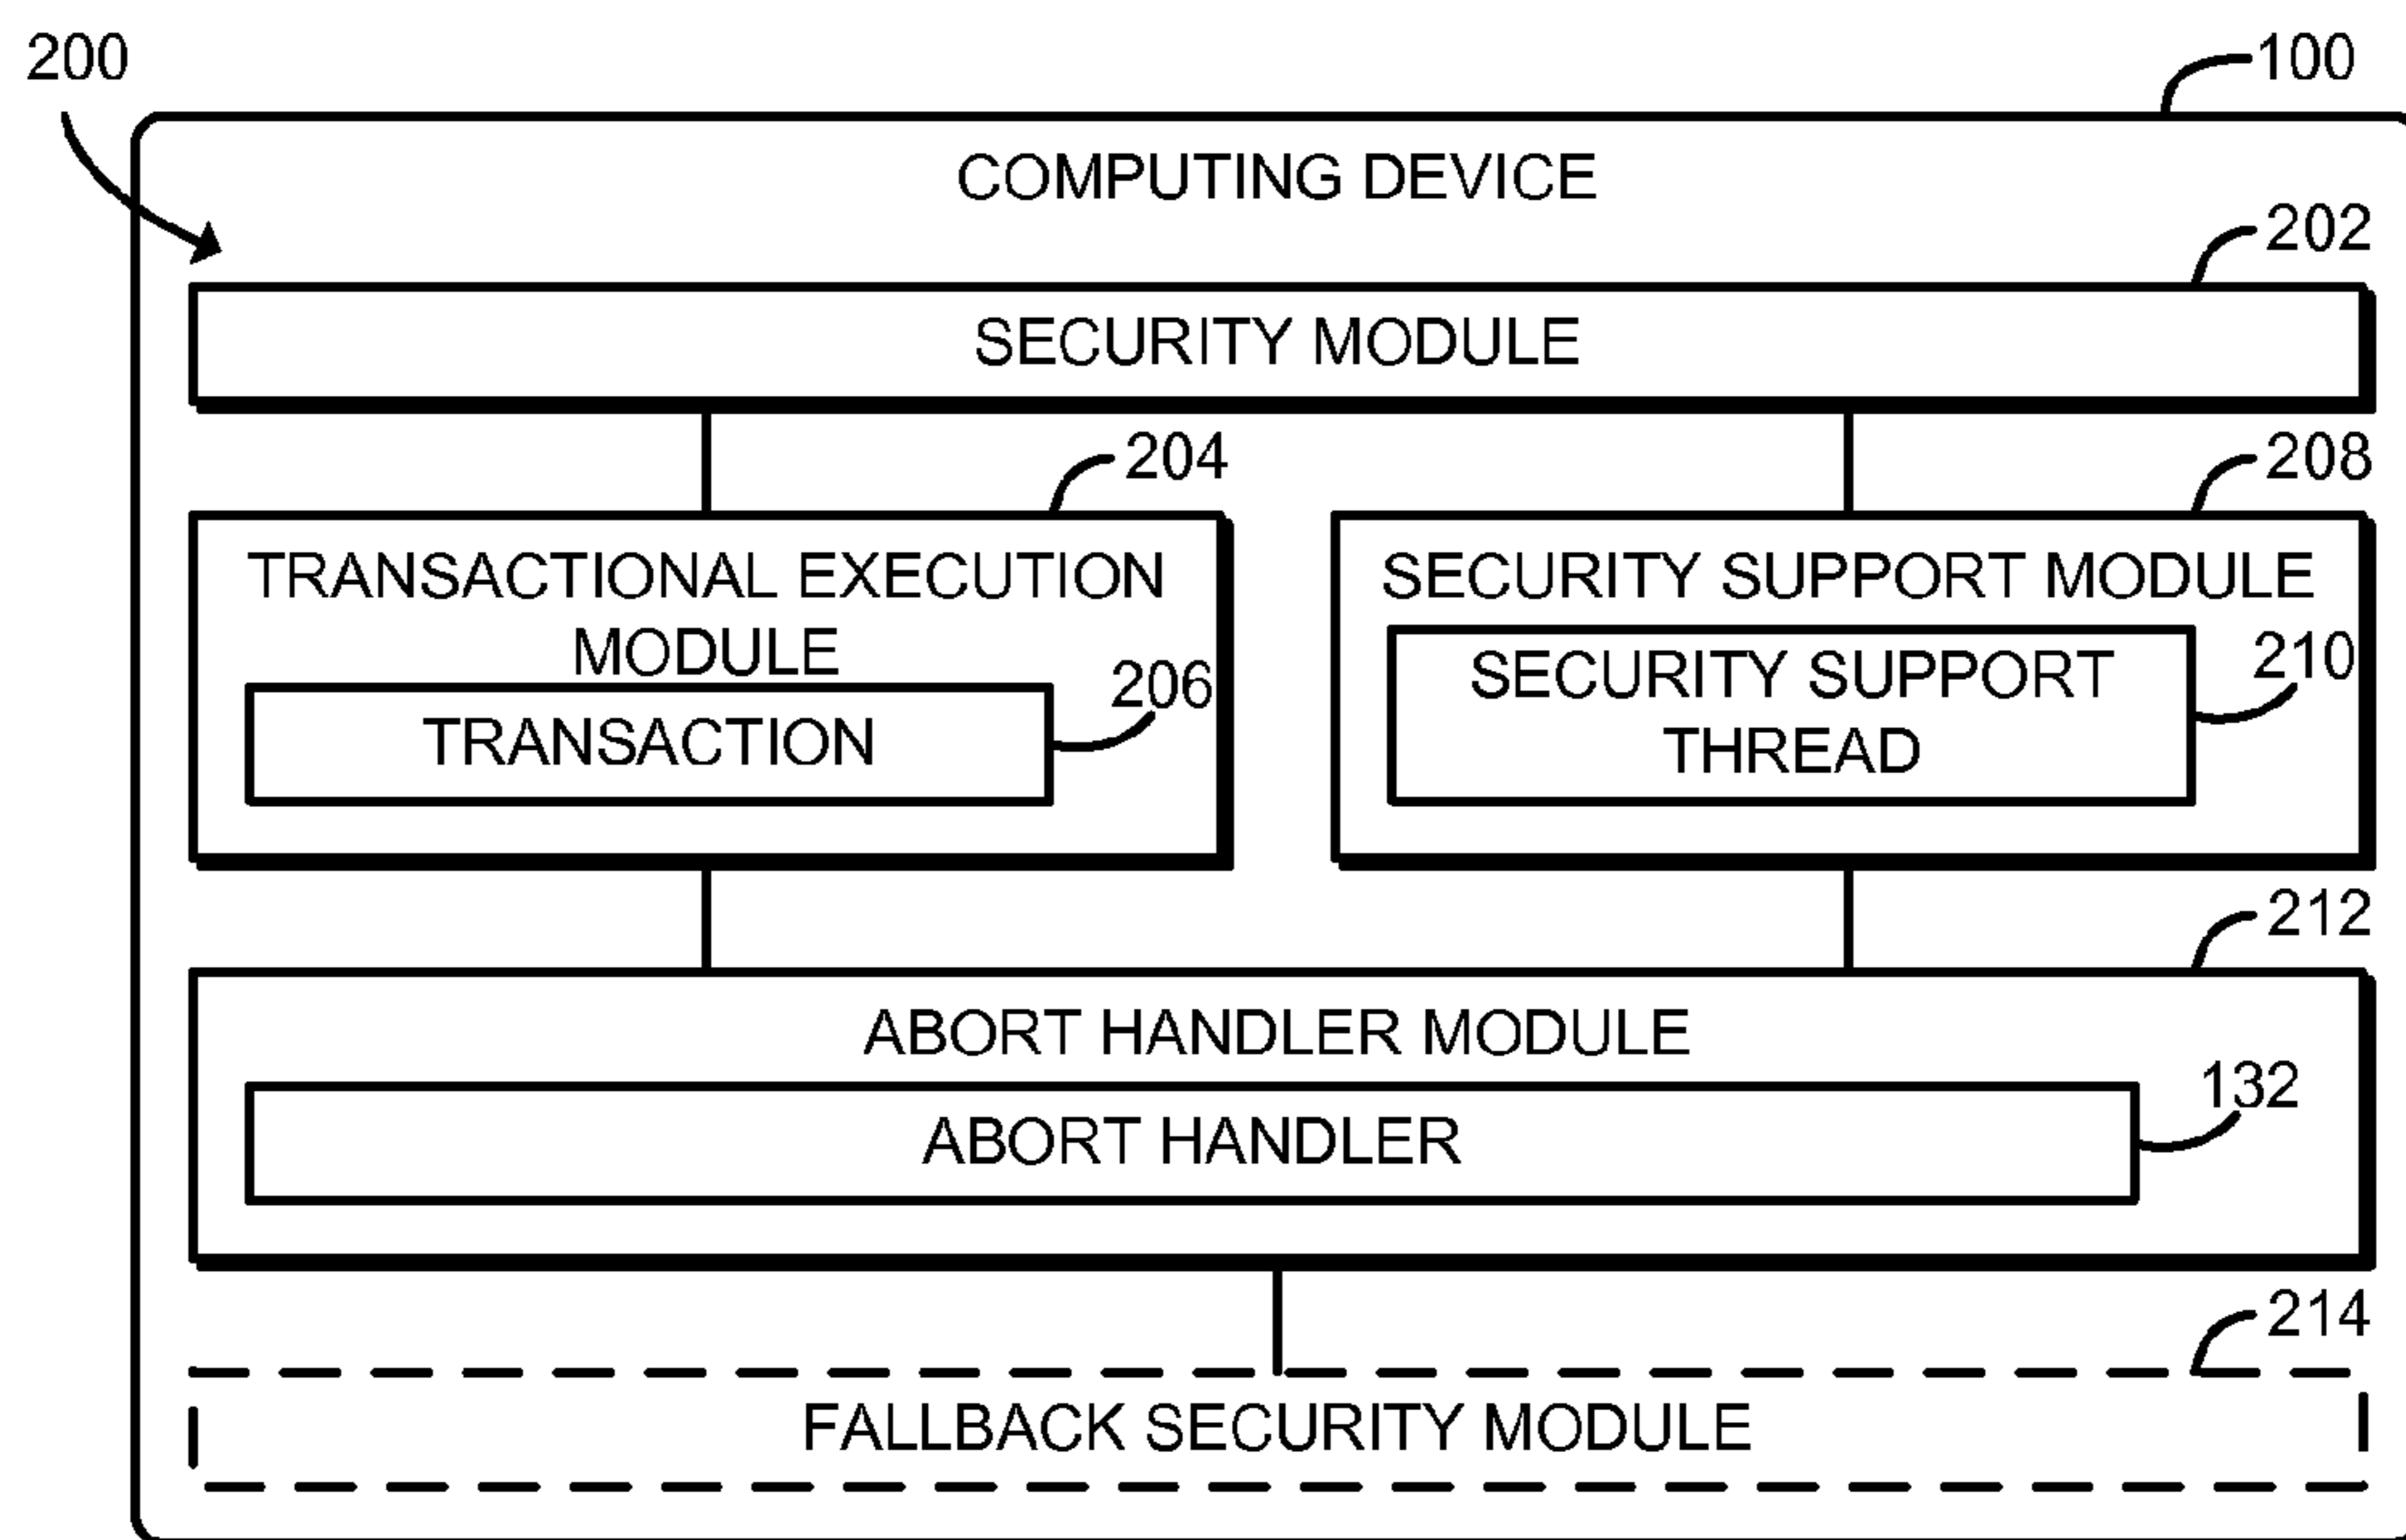 200
100
COMPUTING DEVICE
202
SECURITY MODULE
204
208
TRANSACTIONAL EXECUTION
MODULE
206
TRANSACTION
SECURITY SUPPORT MODULE
210
SECURITY SUPPORT
THREAD
212
ABORT HANDLER MODULE
132
ABORT HANDLER
214
FALLBACK SECURITY MODULE